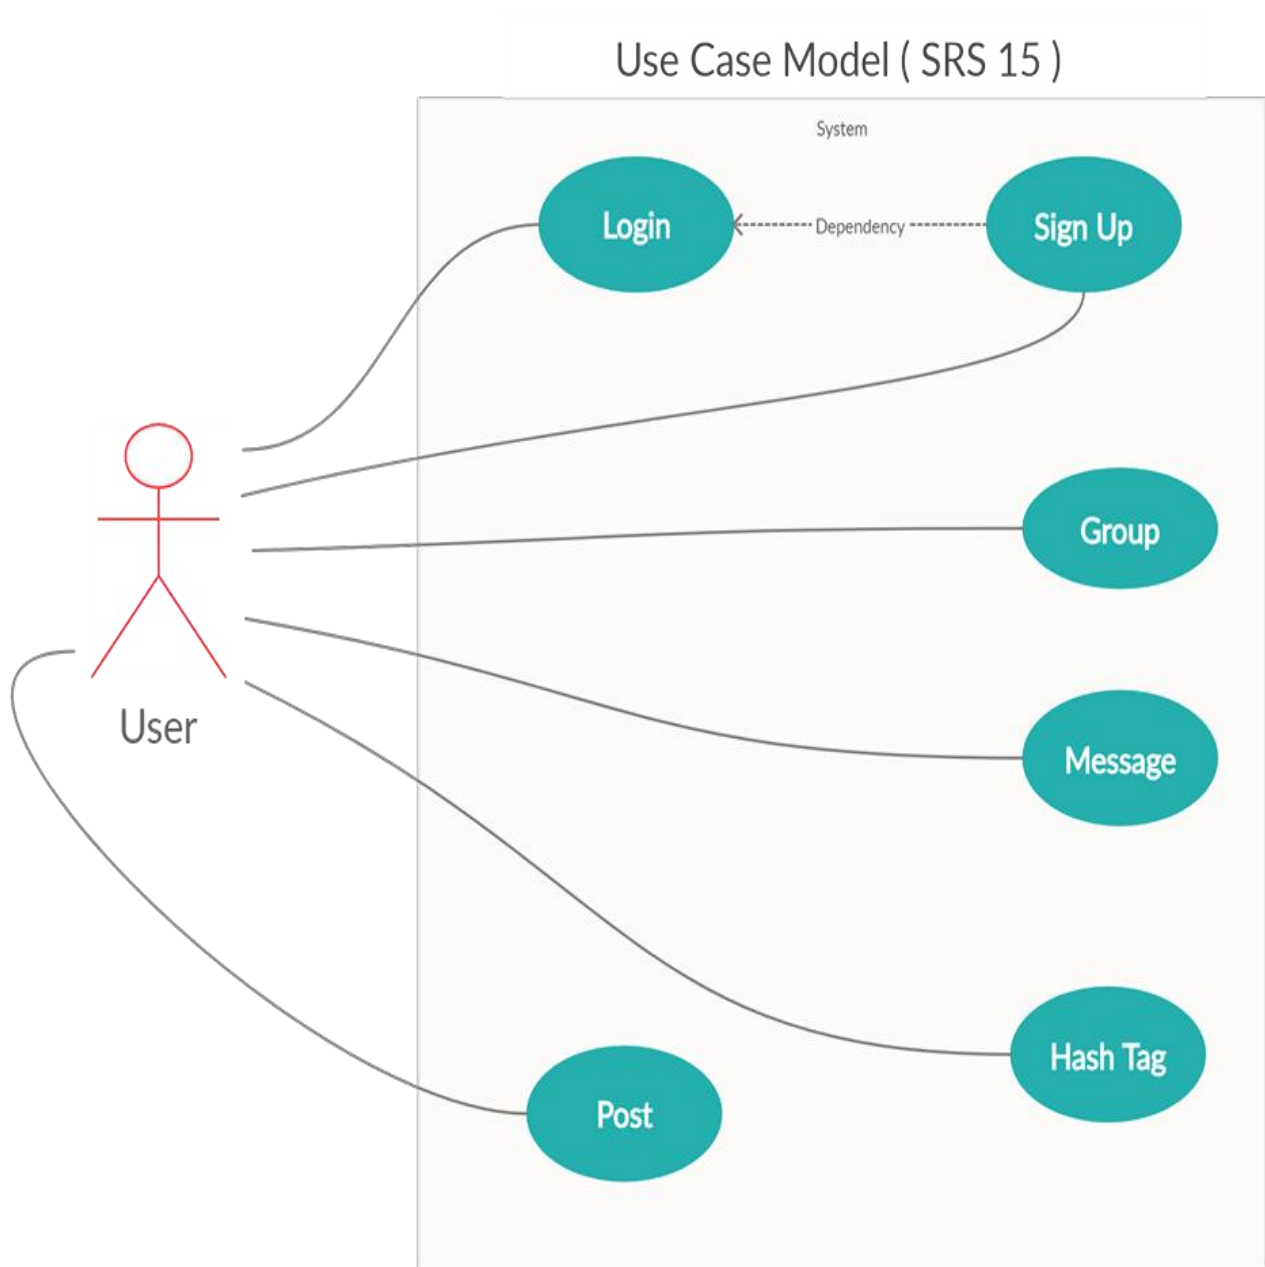 Use Case Model ( SRS 15 )
System
Login
Dependency
Sign Up
Group
User
Message
Hash Tag
Post